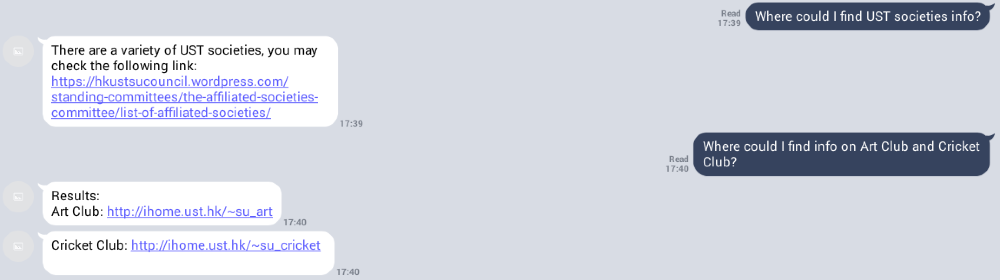 Where could I find UST societies info?
Read
17:39
There are a variety of UST societies, you may
check the following link:
https://hkustsucouncil.wordpress.com/
standing-committees/the-affiliated-societies-
committee/list-of-affiliated-societies/
17:39
Where could I find info on Art Club and Cricket
Club?
Read
17:40
Results:
Art Club: http://ihome.ust.hk/~su_art
17:40
Cricket Club: http://ihome.ust.hk/~su_cricket
17:40